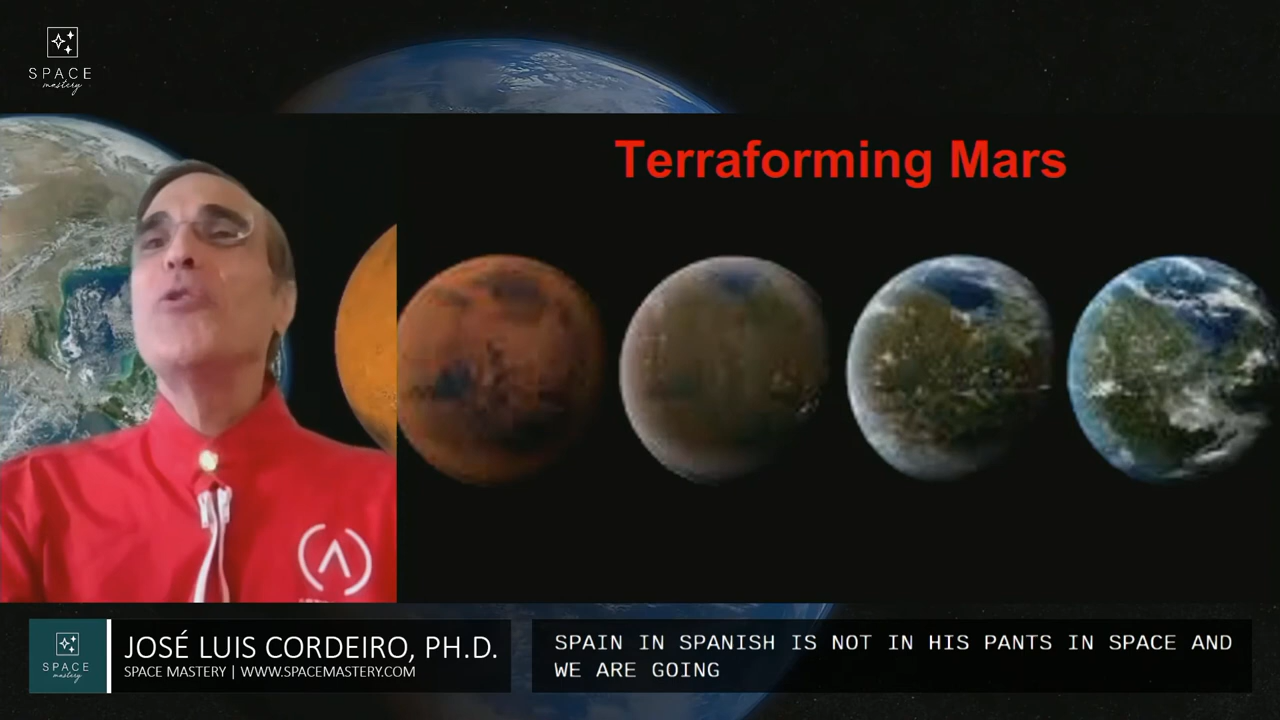 SPACE
mastery
Terraforming Mars
SPACE
mastery
JOSÉ LUIS CORDEIRO, PH.D.
SPACE MASTERY | WWW.SPACEMASTERY.COM
SPAIN IN SPANISH IS NOT IN HIS PANTS IN SPACE AND
WE ARE GOING